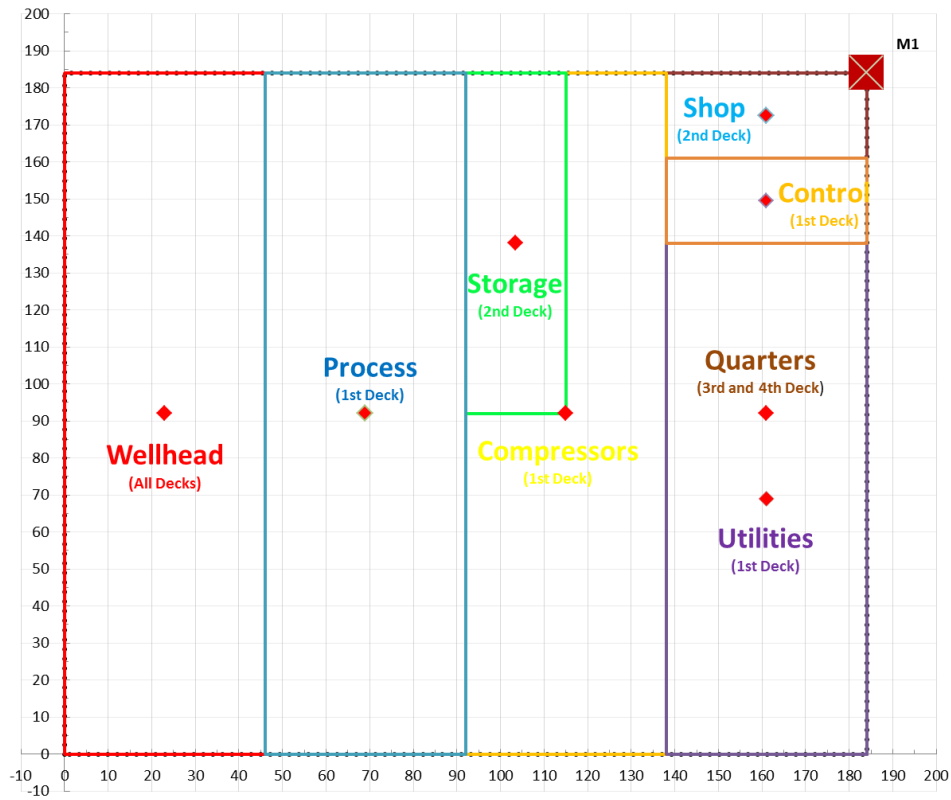 200
190
M1
180
Shop
170
(2nd Deck)
160
150
Contro
(1st Deck)
140
130
Storage
120
(2nd Deck)
110
Process
Quarters
100
(1st Deck)
(3rd and 4th Deck)
90
80
Wellhead
Compressors
(All Decks)
(1st Deck)
70
60
Utilities
50
(1st Deck)
40
30
20
10
0
-10 0 10 20 30 40 50 60 70 80 90 100 110 120 130 140 150 160 170 180 190 200
-10